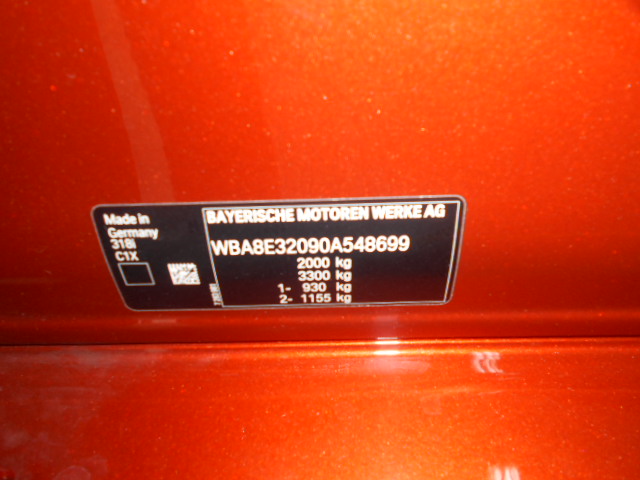 Made in
Germany
318i
C1X
BAYERISCHE MOTOREN WERKE AG
WBA8E32090A548699
2000 kg
3300 kg
1- 930 kg
2- 1155 kg